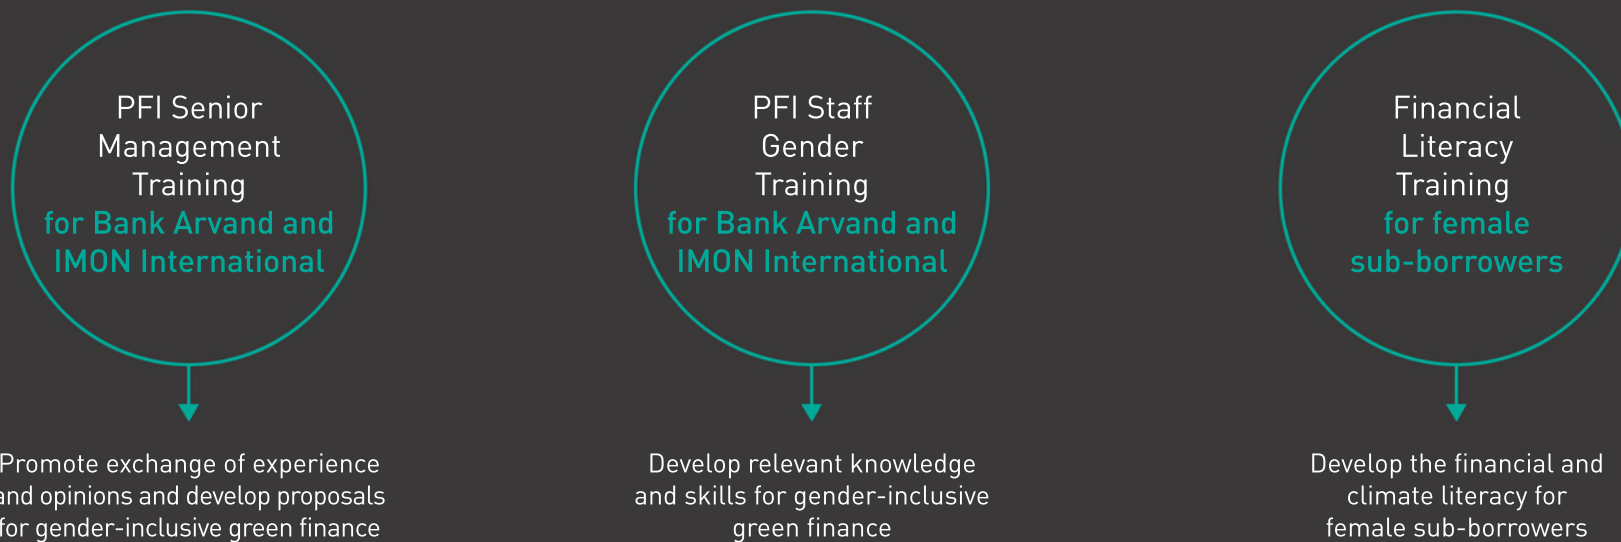 PFI Senior
Management
Training
for Bank Arvand and
IMON International
Promote exchange of experience
and opinions and develop proposals
for gender-inclusive green finance
PFI Staff
Gender
Training
for Bank Arvand and
IMON International
Develop relevant knowledge
and skills for gender-inclusive
green finance
Financial
Literacy
Training
for female
sub-borrowers
Develop the financial and
climate literacy for
female sub-borrowers